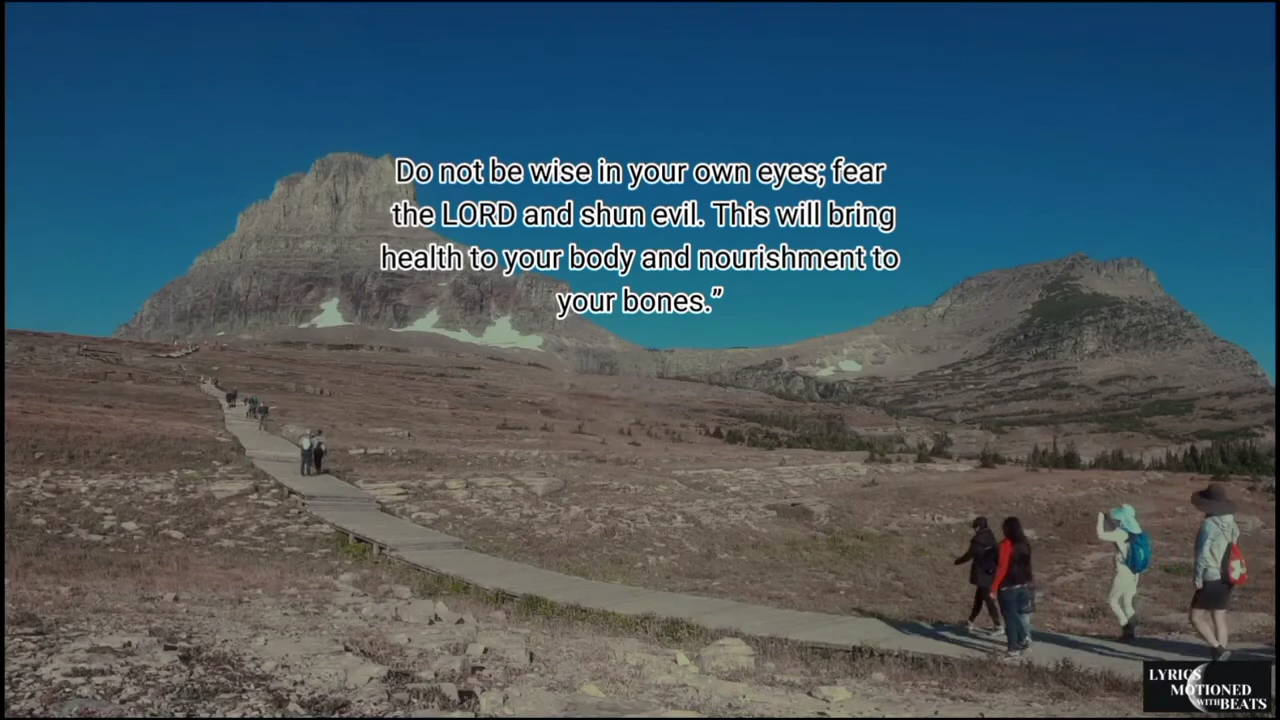 Do not be wise in your own eyes; fear
the LORD and shun evil. This will bring
health to your body and nourishment to
your bones.”
LYRICS
MOTIONED
WITH BEATS